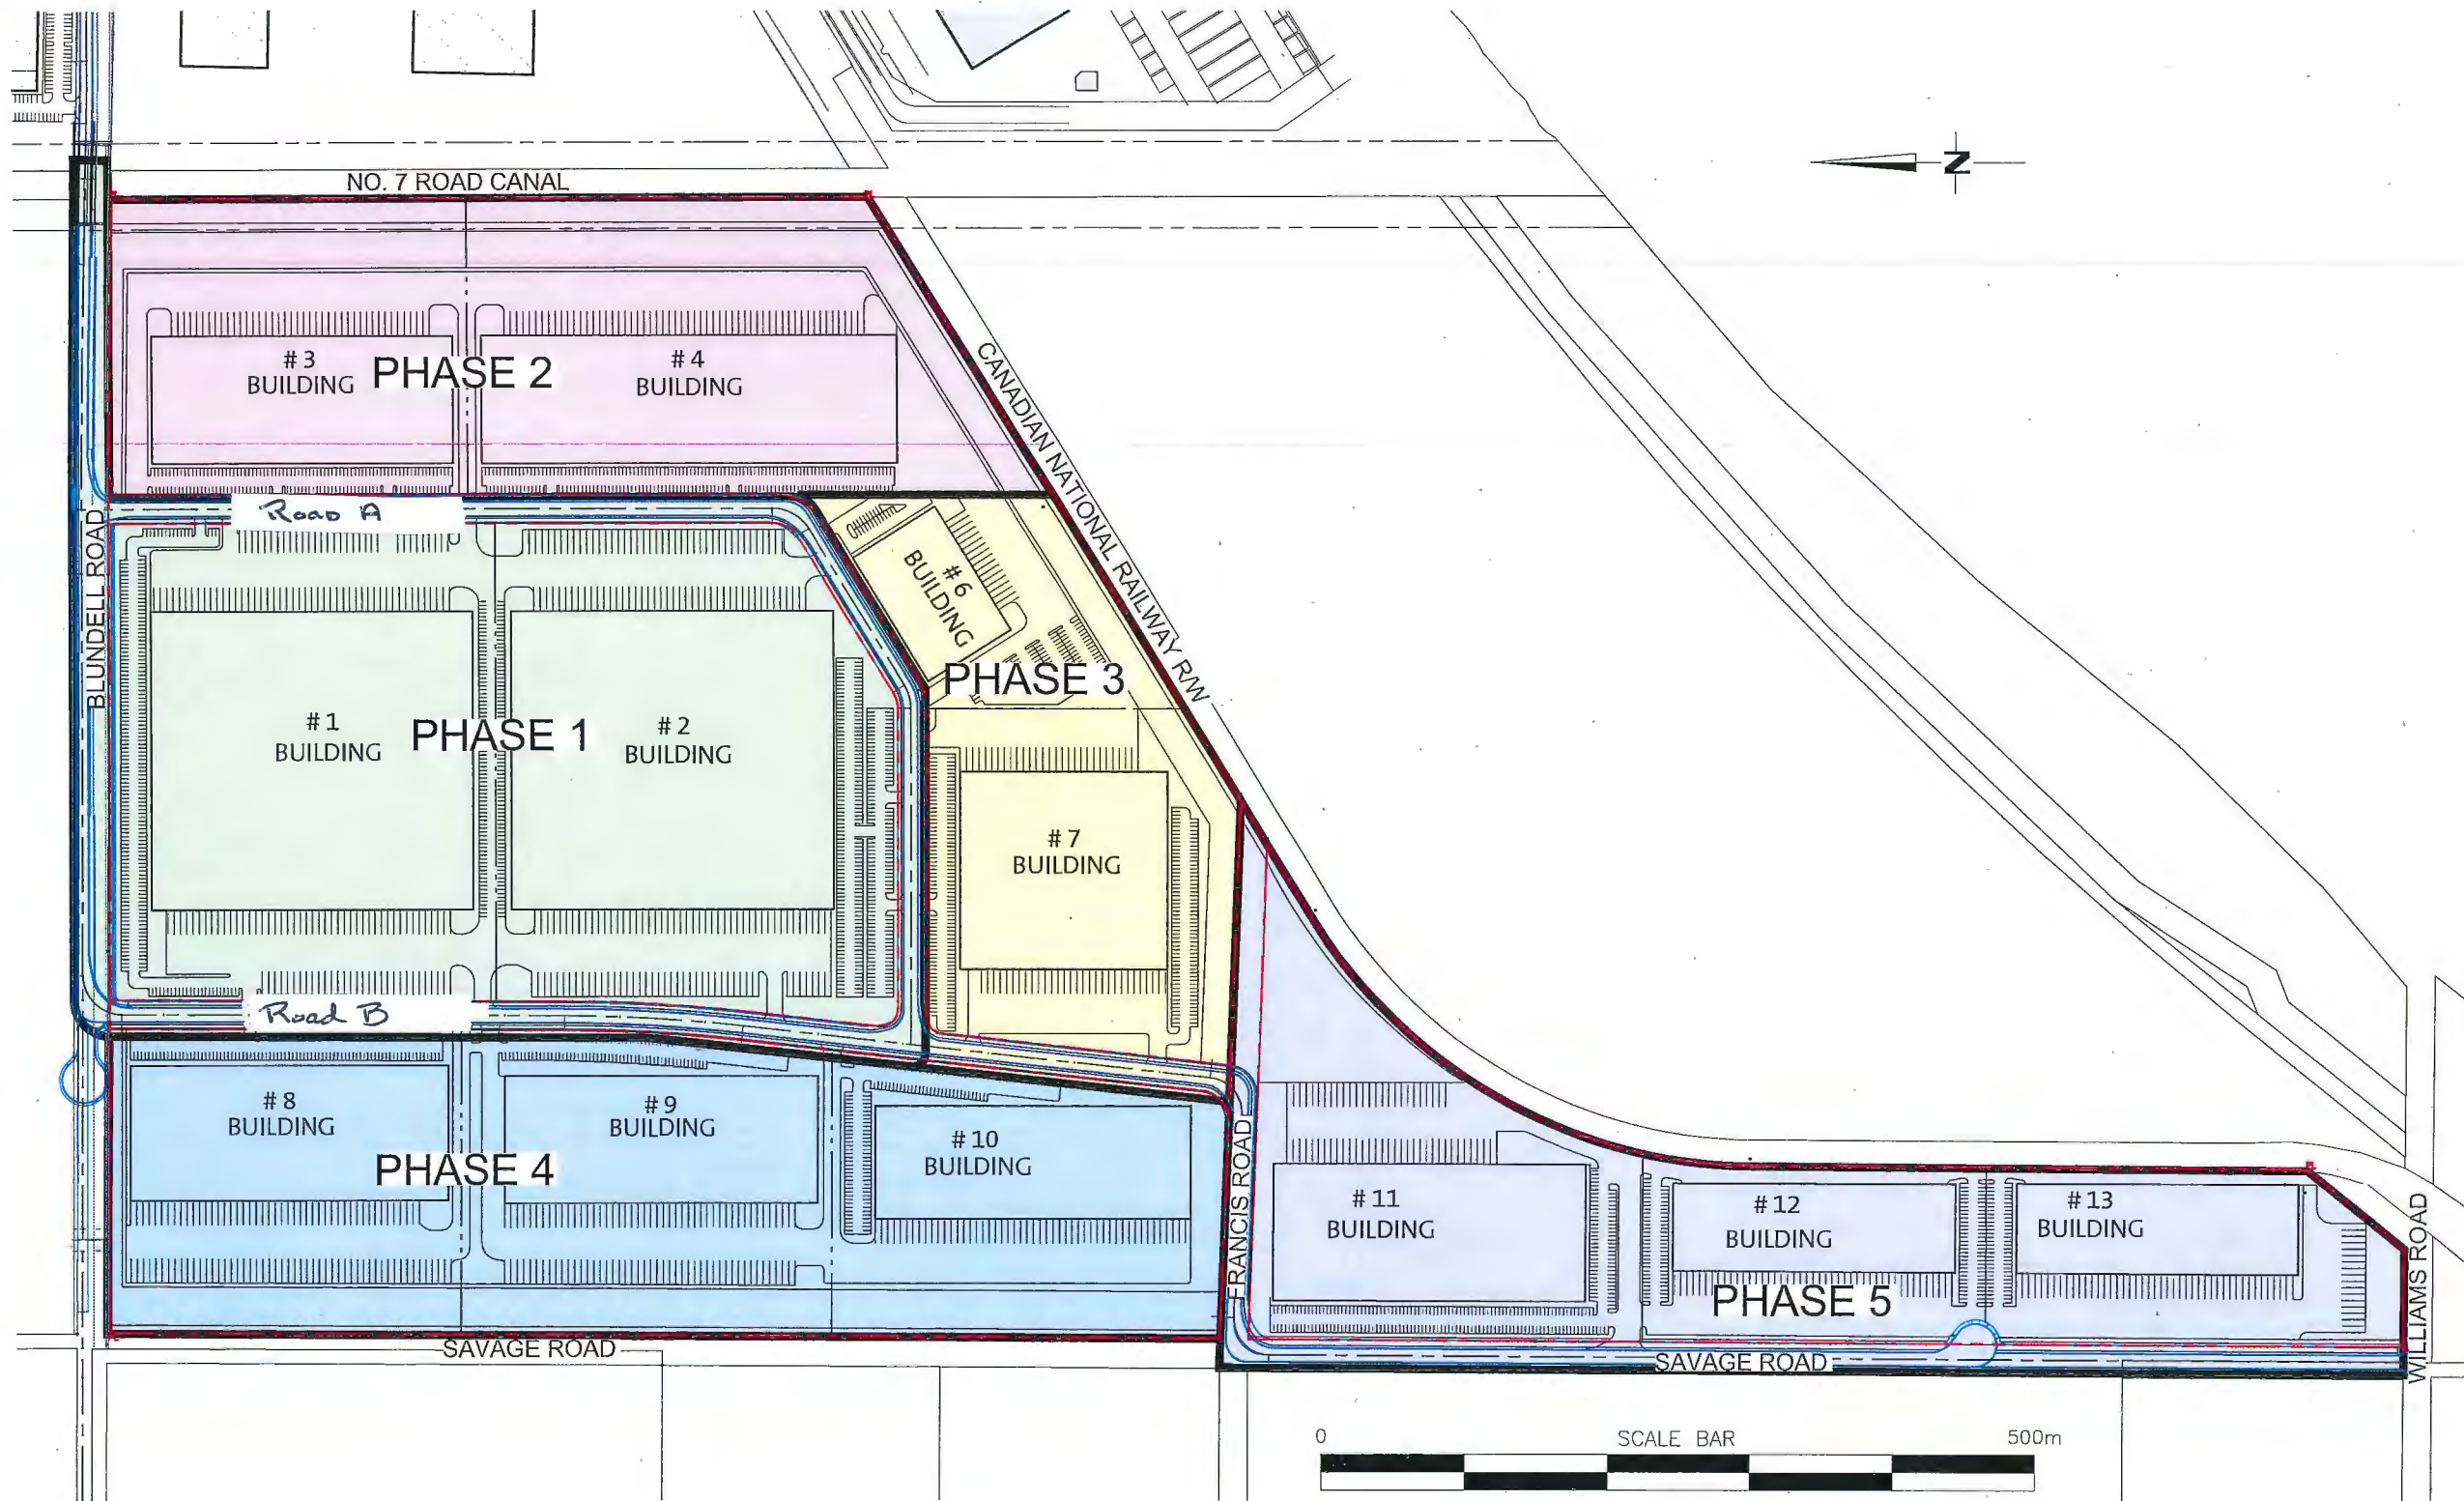 NO. 7 ROAD CANAL
N
# 3
BUILDING
PHASE 2
# 4
BUILDING
CANADIAN NATIONAL RAILWAY R/W
Road A
BLUNDELL ROAD
# 6
BUILDING
PHASE 3
# 1
BUILDING
PHASE 1
# 2
BUILDING
# 7
BUILDING
Road B
# 8
BUILDING
# 9
BUILDING
# 10
BUILDING
PHASE 4
FRANCIS ROAD
# 11
BUILDING
# 12
BUILDING
# 13
BUILDING
PHASE 5
WILLIAMS ROAD
SAVAGE ROAD
SAVAGE ROAD
0
SCALE BAR
500m